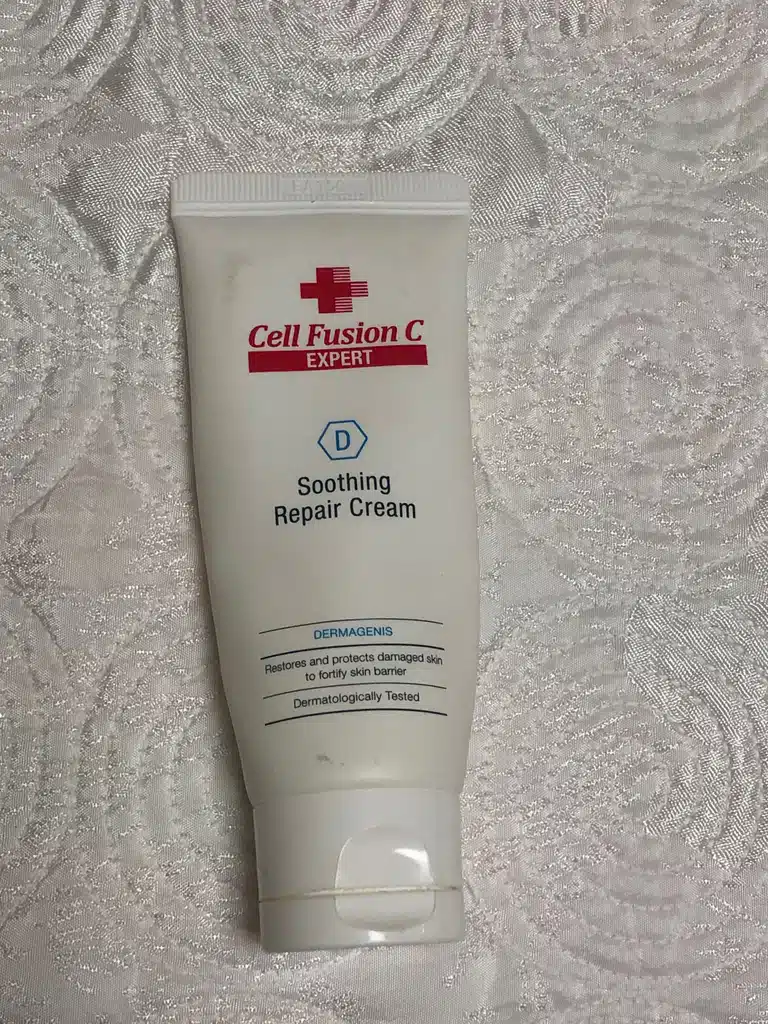 Cell Fusion C
EXPERT
D
Soothing
Repair Cream
DERMAGENIS
Restores and protects damaged skin
to fortify skin barrier
Dermatologically Tested